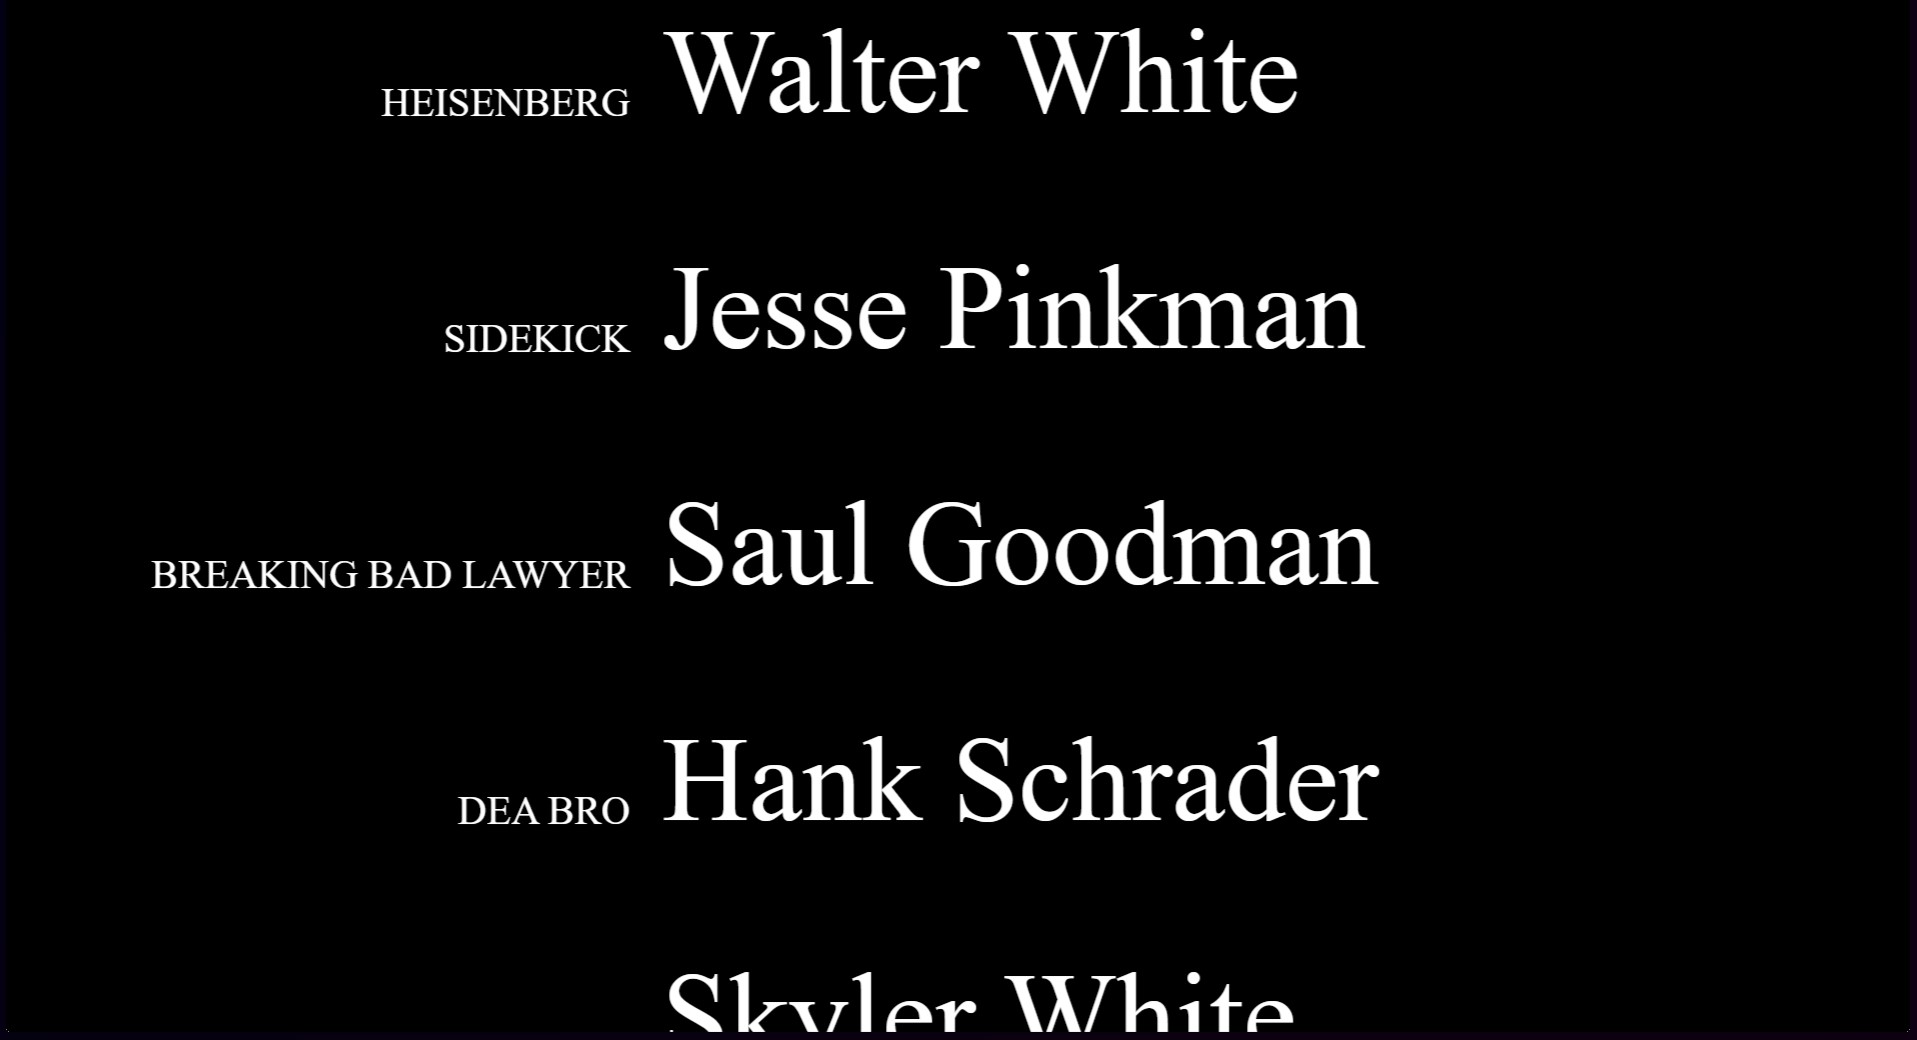 HEISENBERG Walter White
SIDEKICK Jesse Pinkman
BREAKING BAD LAWYER Saul Goodman
DEA BRO Hank Schrader
Skyler White